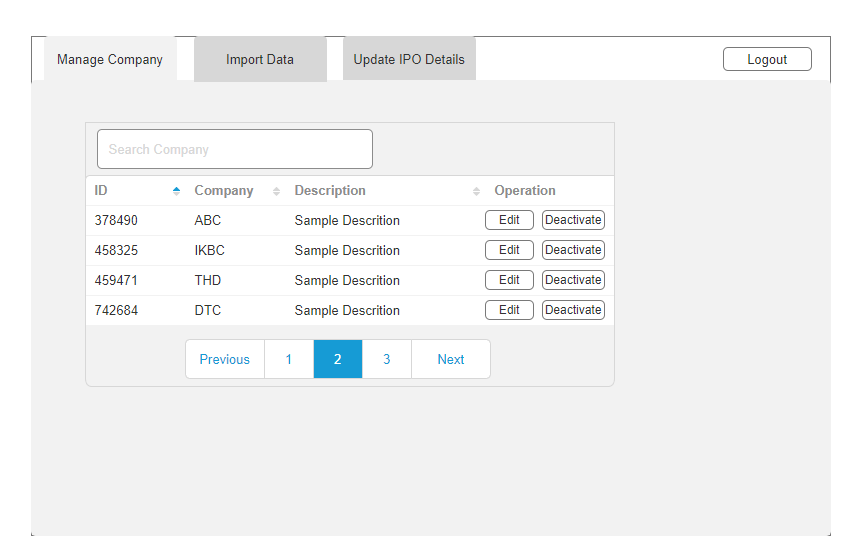 Manage Company Import Data Update IPO Details Logout
Search Company
ID Company Description Operation
378490 ABC Sample Descrition Edit Deactivate
458325 IKBC Sample Descrition Edit Deactivate
459471 THD Sample Descrition Edit Deactivate
742684 DTC Sample Descrition Edit Deactivate
Previous 1 2 3 Next